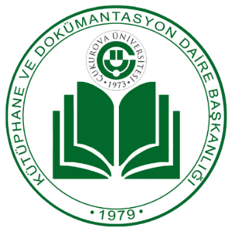 KÜTÜPHANE VE DOKÜMANTASYON DAİRE BAŞKANLIĞI
ÇUKUROVA ÜNİVERSİTESİ
• 1973 •
• 1979 •